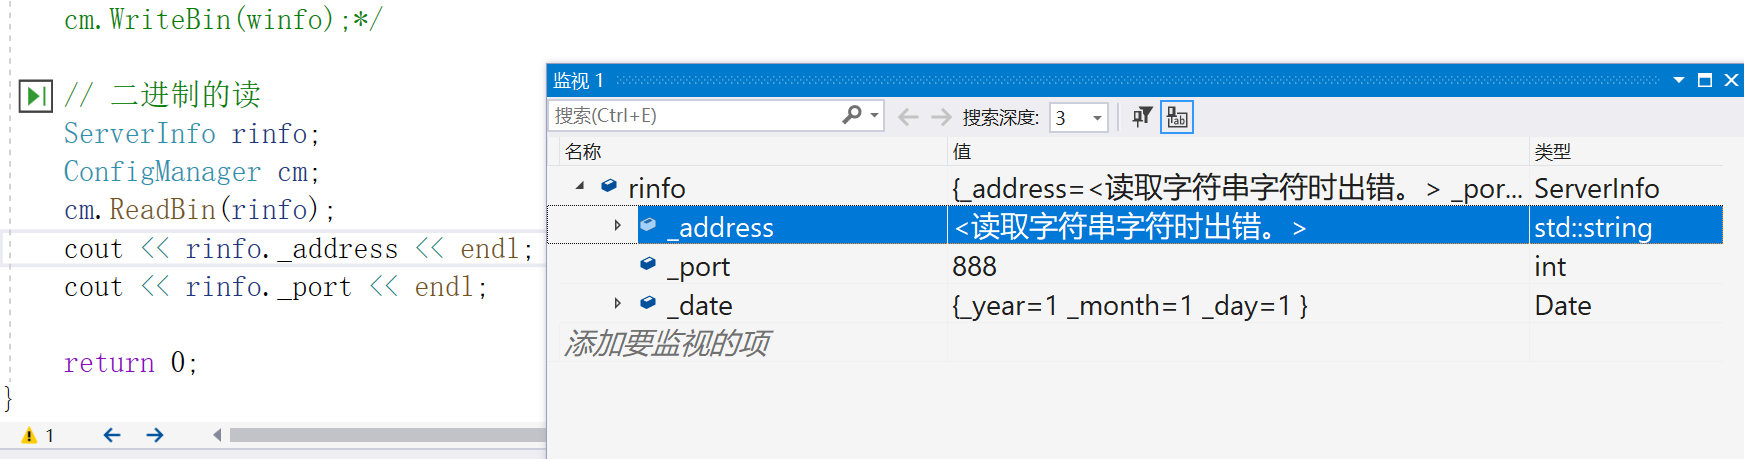 cm.WriteBin(winfo);*/
// 二进制的读
ServerInfo rinfo;
ConfigManager cm;
cm.ReadBin(rinfo);
cout << rinfo._address << endl;
cout << rinfo._port << endl;
return 0;
}
1
监视 1
搜索(Ctrl+E)
搜索深度: 3
名称 值 类型
rinfo {_address=<读取字符串字符时出错。> _por... ServerInfo
_address <读取字符串字符时出错。> std::string
_port 888 int
_date {_year=1 _month=1 _day=1 } Date
添加要监视的项